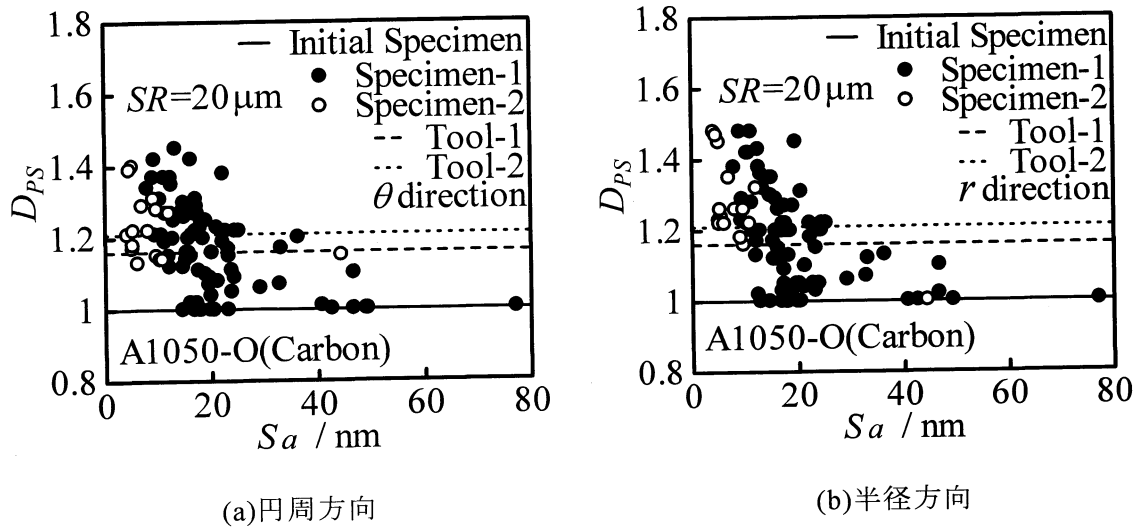 1.8
1.6
1.4
1.2
1
0.8
D_PS
Initial Specimen
Specimen-1
Specimen-2
SR=20μm
Tool-1
Tool-2
θ direction
A1050-O(Carbon)
0 20 40 60 80
Sa / nm
(a)円周方向
1.8
1.6
1.4
1.2
1
0.8
D_PS
Initial Specimen
Specimen-1
Specimen-2
SR=20μm
Tool-1
Tool-2
r direction
A1050-O(Carbon)
0 20 40 60 80
Sa / nm
(b)半径方向